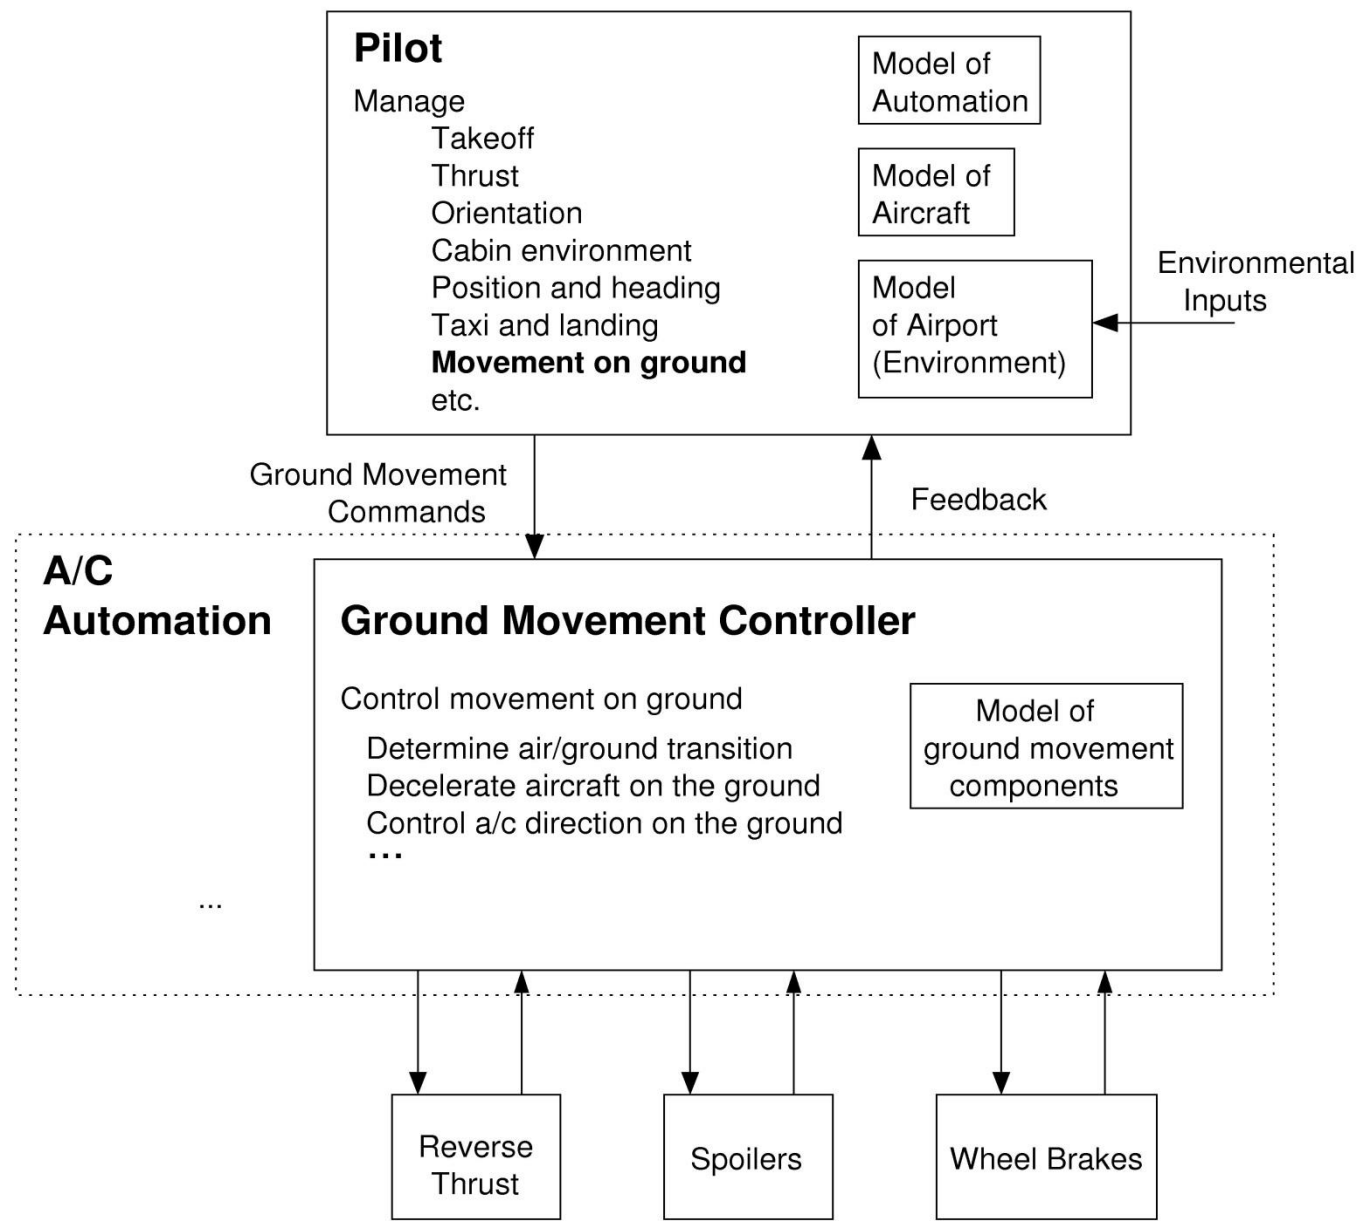 Pilot
Manage
Takeoff
Thrust
Orientation
Cabin environment
Position and heading
Taxi and landing
Movement on ground
etc.
Model of
Automation
Model of
Aircraft
Model
of Airport
(Environment)
Environmental
Inputs
Ground Movement
Commands
Feedback
A/C
Automation
...
Ground Movement Controller
Control movement on ground
Determine air/ground transition
Decelerate aircraft on the ground
Control a/c direction on the ground
...
Model of
ground movement
components
Reverse
Thrust
Spoilers
Wheel Brakes